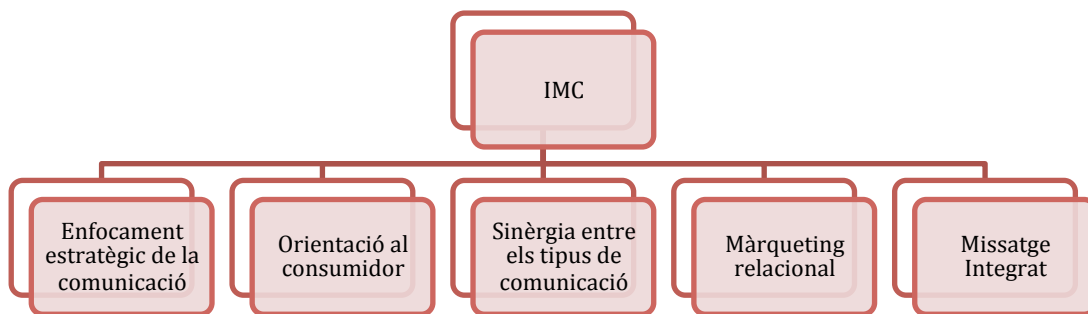 IMC
Enfocament
estratègic de la
comunicació
Orientació al
consumidor
Sinèrgia entre
els tipus de
comunicació
Màrqueting
relacional
Missatge
Integrat